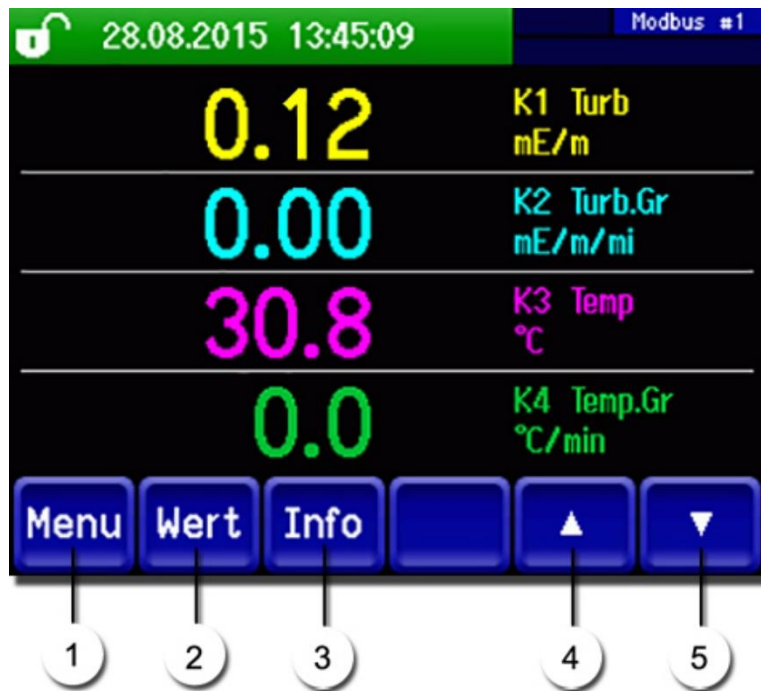 28.08.2015 13:45:09
Modbus #1
0.12
K1 Turb
mE/m
0.00
K2 Turb.Gr
mE/m/mi
30.8
K3 Temp
°C
0.0
K4 Temp.Gr
°C/min
Menu Wert Info ▲ ▼
1 2 3 4 5